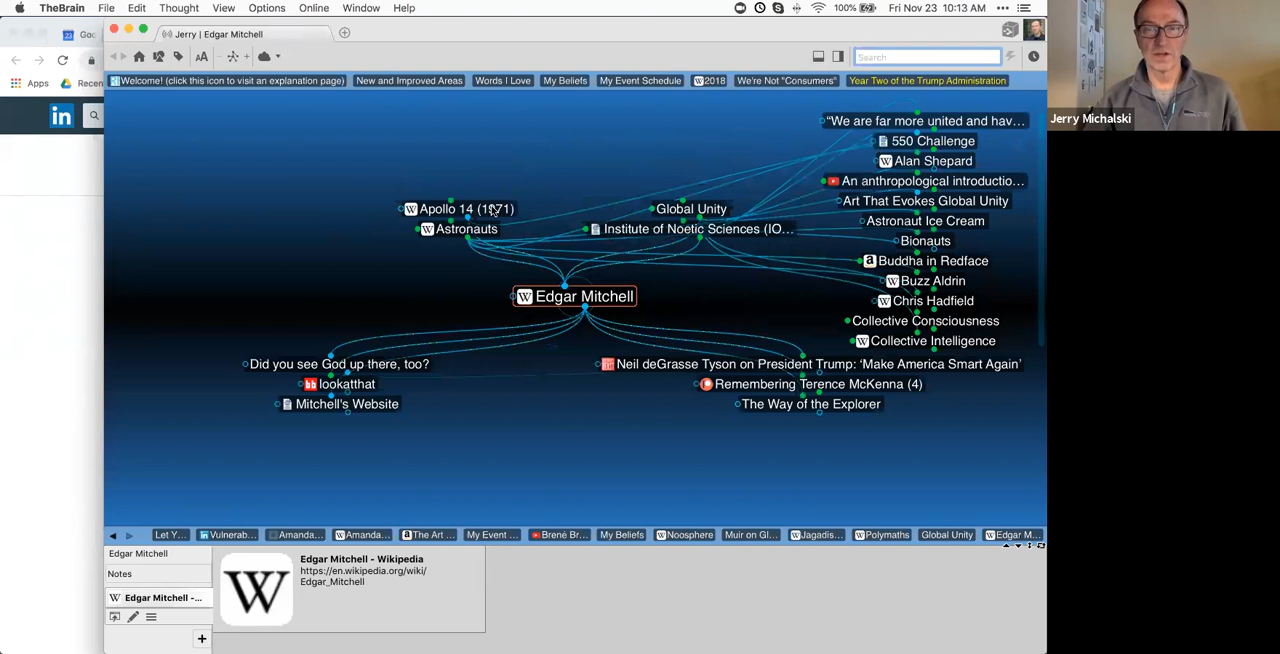 TheBrain File Edit Thought View Options Online Window Help 100% Fri Nov 23 10:13 AM
Jerry | Edgar Mitchell
Goo
Search
Apps Recen
Welcome! (click this icon to visit an explanation page) New and Improved Areas Words I Love My Beliefs My Event Schedule 2018 We're Not "Consumers" Year Two of the Trump Administration
Jerry Michalski
"We are far more united and hav...
550 Challenge
Alan Shepard
An anthropological introductio...
Art That Evokes Global Unity
Apollo 14 (1971) Global Unity
Astronaut Ice Cream
Astronauts Institute of Noetic Sciences (IO...
Bionauts
Buddha in Redface
Buzz Aldrin
Edgar Mitchell
Chris Hadfield
Collective Consciousness
Collective Intelligence
Did you see God up there, too? Neil deGrasse Tyson on President Trump: 'Make America Smart Again'
lookatthat Remembering Terence McKenna (4)
Mitchell's Website The Way of the Explorer
Let Y... Vulnerab... Amanda... Amanda... The Art ... My Event ... Brené Br... My Beliefs Noosphere Muir on Gl... Jagadis... Polymaths Global Unity Edgar M...
Edgar Mitchell
Notes
Edgar Mitchell -...
Edgar Mitchell - Wikipedia
https://en.wikipedia.org/wiki/
Edgar_Mitchell